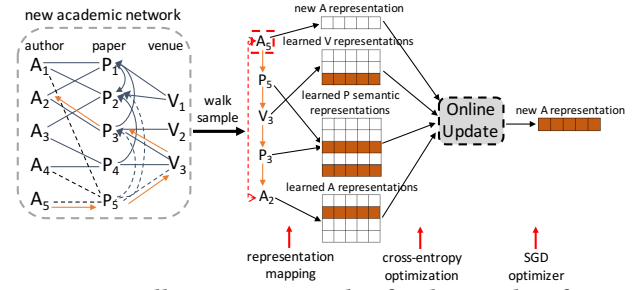 new academic network
author paper venue
A1 P1
A2 P2 V1
A3 P3 V2
A4 P4 V3
A5 P5
walk
sample
A5
P5
V3
P3
A2
new A representation
learned V representations
learned P semantic
representations
learned A representations
Online
Update
new A representation
representation
mapping
cross-entropy
optimization
SGD
optimizer